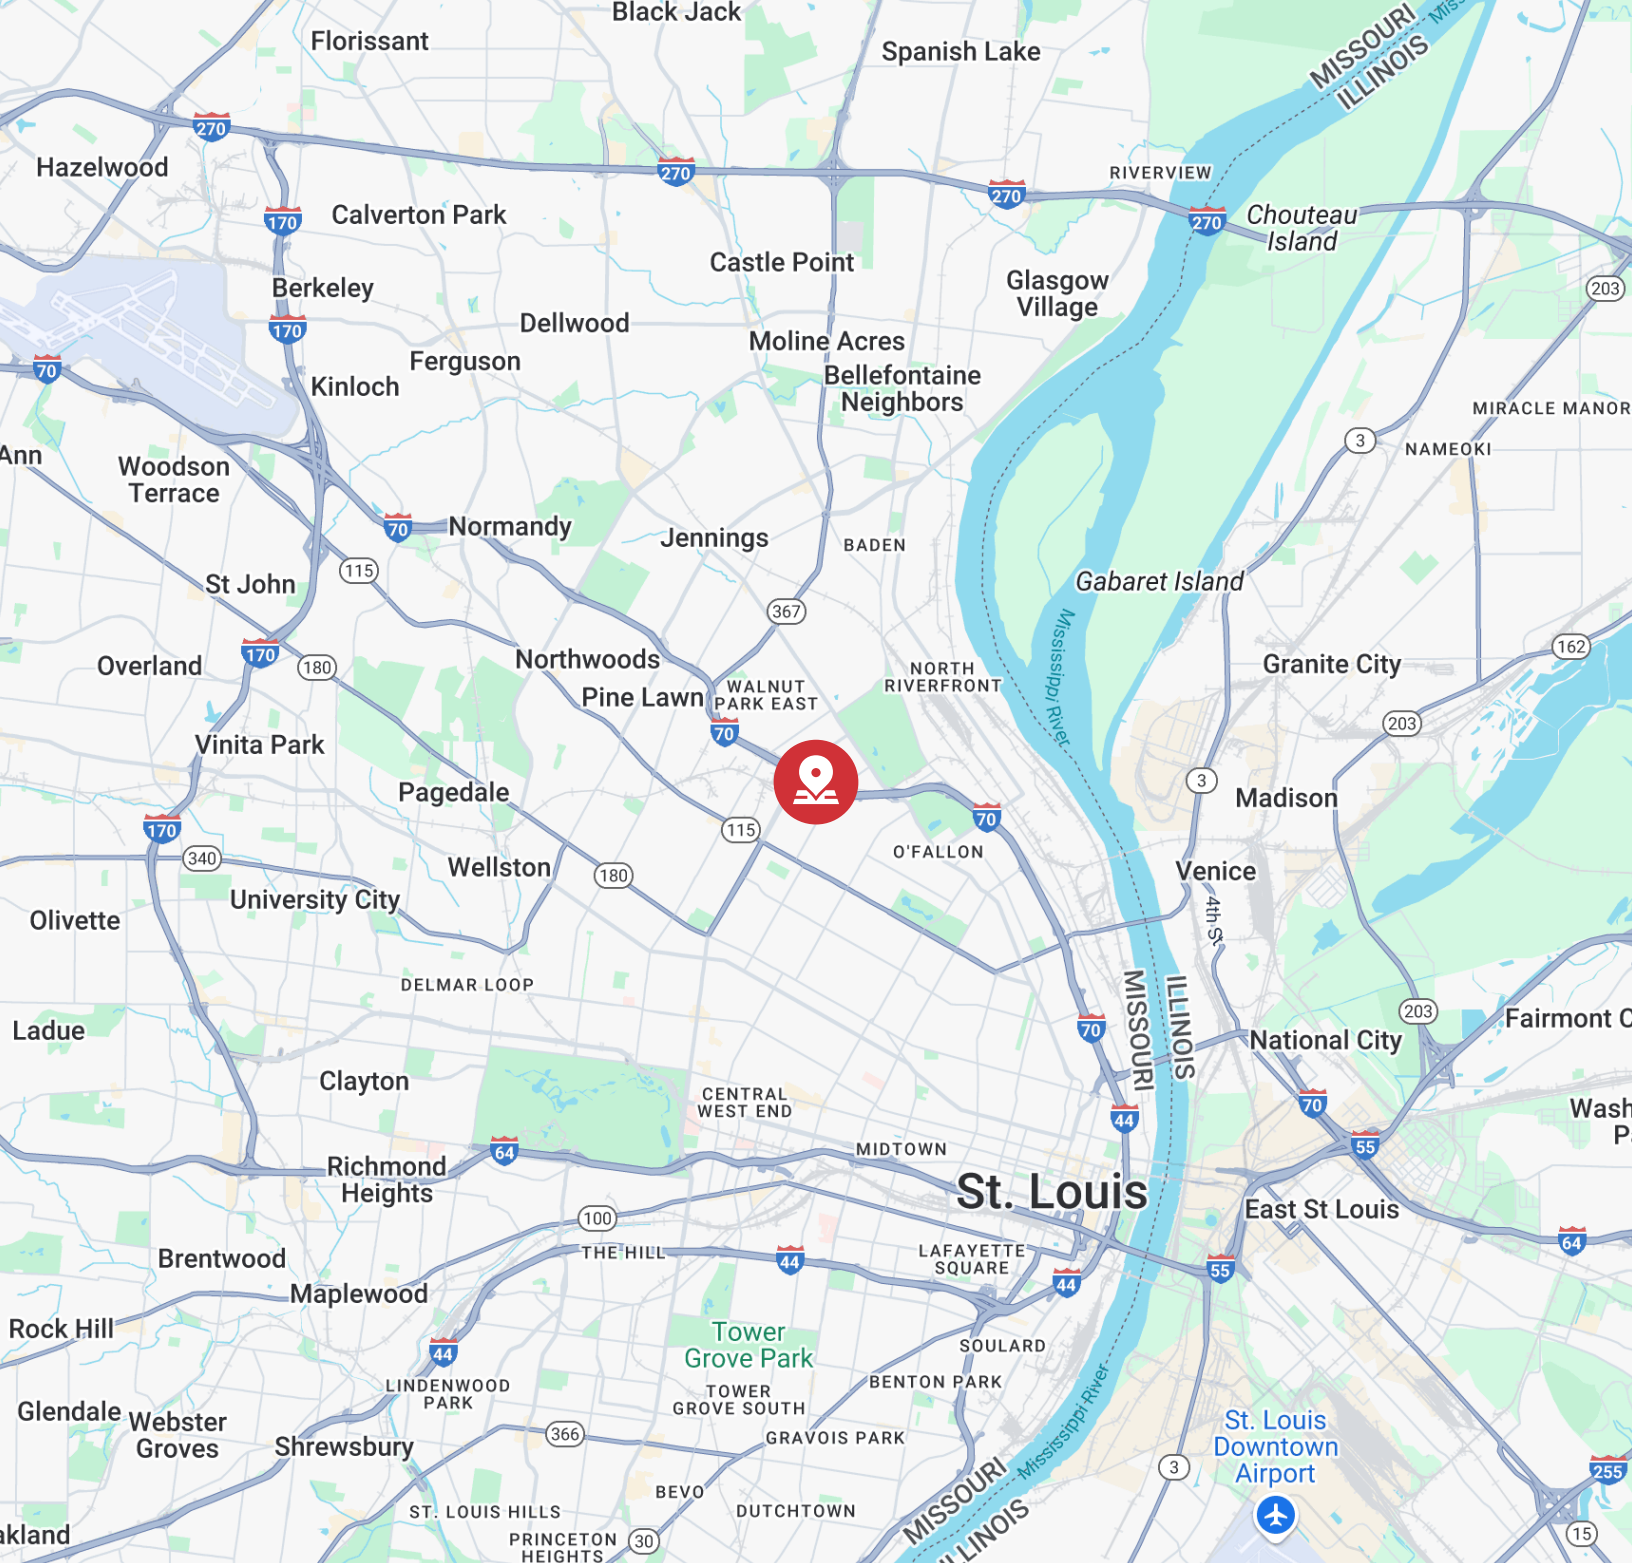 Black Jack
Florissant
Spanish Lake
MISSOURI
ILLINOIS
270
Hazelwood
270
270
RIVERVIEW
170
Calverton Park
270
Chouteau
Island
Castle Point
Berkeley
Glasgow
Village
203
170
Dellwood
Moline Acres
Ferguson
70
Kinloch
Bellefontaine
Neighbors
MIRACLE MANOR
3
NAMEOKI
Ann
Woodson
Terrace
70
Normandy
Jennings
BADEN
115
St John
Gabaret Island
367
Mississippi River
162
170
180
Overland
Northwoods
NORTH
RIVERFRONT
Granite City
Pine Lawn
WALNUT
PARK EAST
203
70
Vinita Park
3
Pagedale
Madison
70
170
115
O'FALLON
340
Wellston
180
Venice
University City
4th St
Olivette
DELMAR LOOP
MISSOURI
ILLINOIS
203
Fairmont C
Ladue
70
National City
Clayton
CENTRAL
WEST END
70
44
Wash
P
64
MIDTOWN
55
Richmond
Heights
St. Louis
East St Louis
100
64
Brentwood
THE HILL
44
LAFAYETTE
SQUARE
55
44
Maplewood
Rock Hill
Tower
Grove Park
SOULARD
44
LINDENWOOD
PARK
BENTON PARK
TOWER
GROVE SOUTH
Mississippi River
Glendale
Webster
Groves
Shrewsbury
366
GRAVOIS PARK
St. Louis
Downtown
Airport
3
255
BEVO
MISSOURI
ILLINOIS
ST. LOUIS HILLS
DUTCHTOWN
akland
PRINCETON
HEIGHTS
30
15